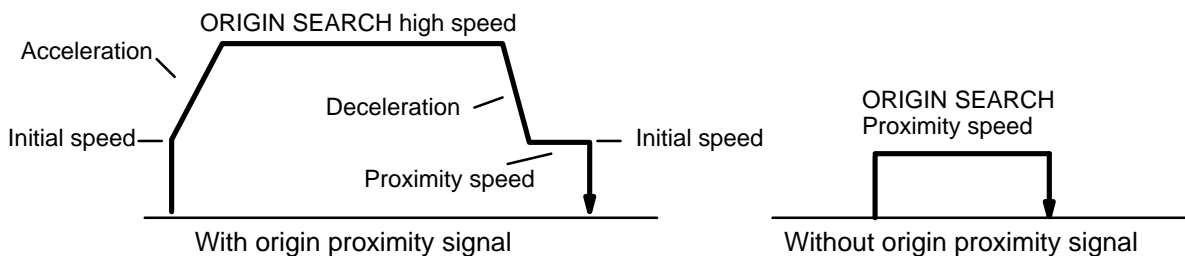 ORIGIN SEARCH high speed
Acceleration
Deceleration
Initial speed
Initial speed
Proximity speed
With origin proximity signal
ORIGIN SEARCH
Proximity speed
Without origin proximity signal